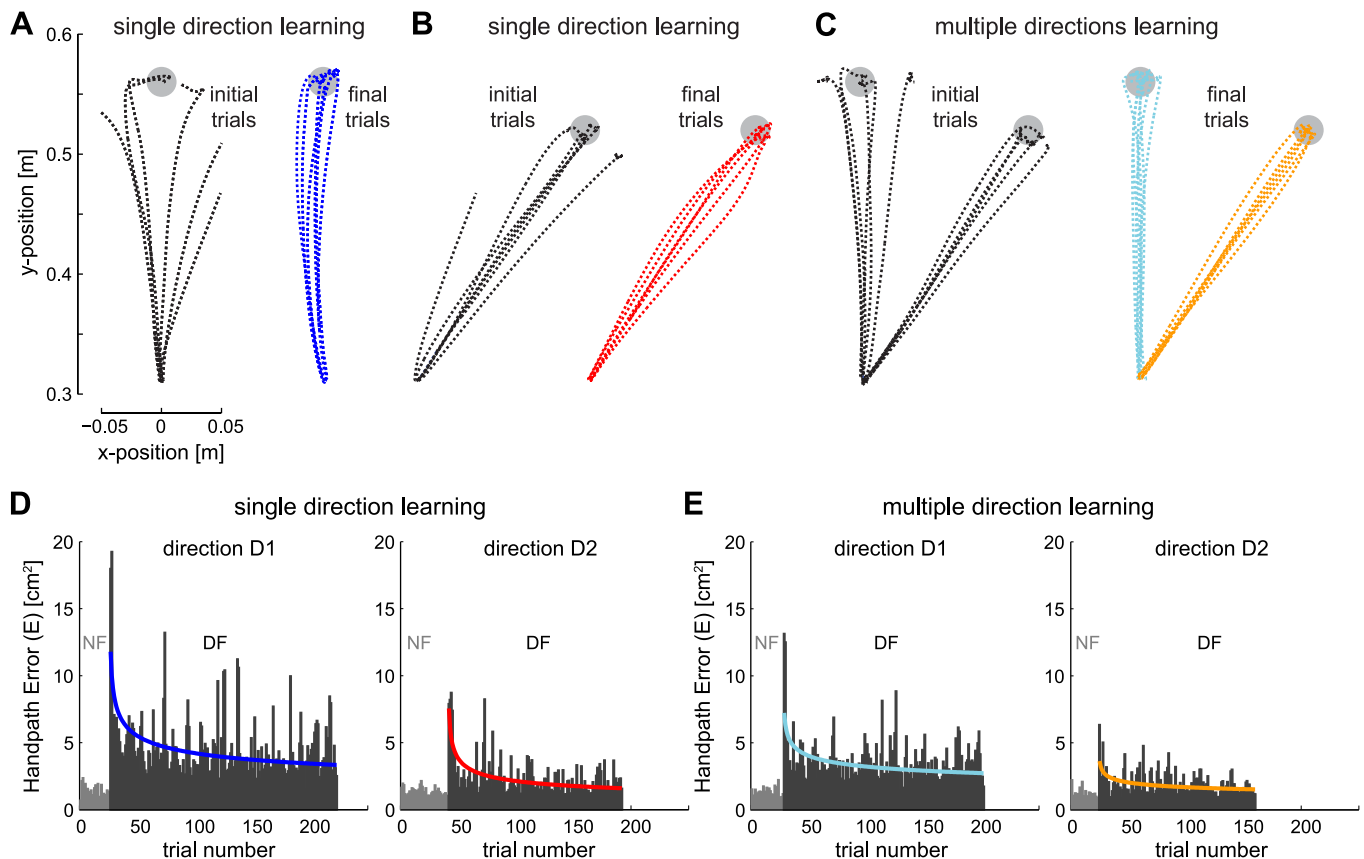 A single direction learning
B single direction learning
C multiple directions learning
0.6
0.5
0.4
0.3
y-position [m]
initial
trials
final
trials
initial
trials
final
trials
initial
trials
final
trials
−0.05 0 0.05
x-position [m]
D single direction learning
E multiple direction learning
direction D1
direction D2
direction D1
direction D2
Handpath Error (E) [cm²]
20
15
10
5
0
NF DF
0 50 100 150 200
trial number
20
15
10
5
0
NF DF
0 50 100 150 200
trial number
Handpath Error (E) [cm²]
20
15
10
5
0
NF DF
0 50 100 150 200
trial number
20
15
10
5
0
NF DF
0 50 100 150 200
trial number